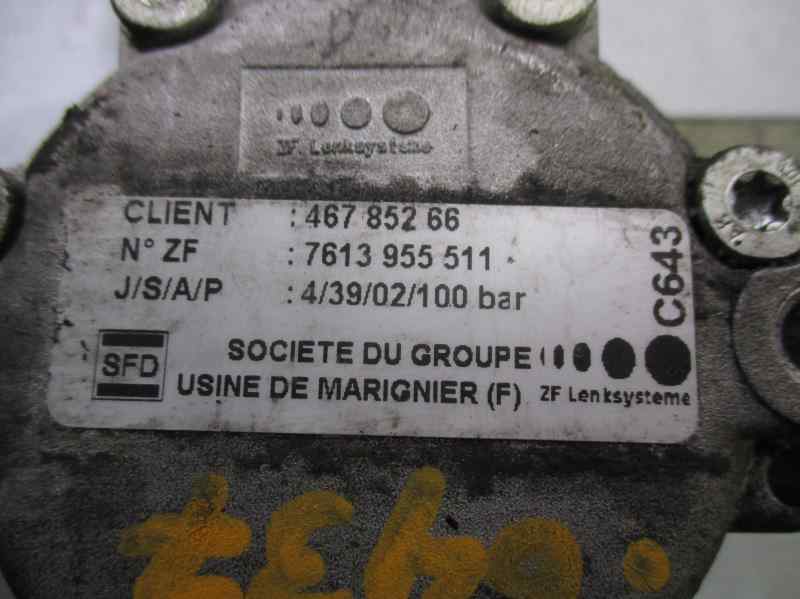 ZF Lenksysteme
CLIENT : 467 852 66
N° ZF : 7613 955 511
J/S/A/P : 4/39/02/100 bar
C643
SFD
SOCIETE DU GROUPE
USINE DE MARIGNIER (F)
ZF Lenksysteme